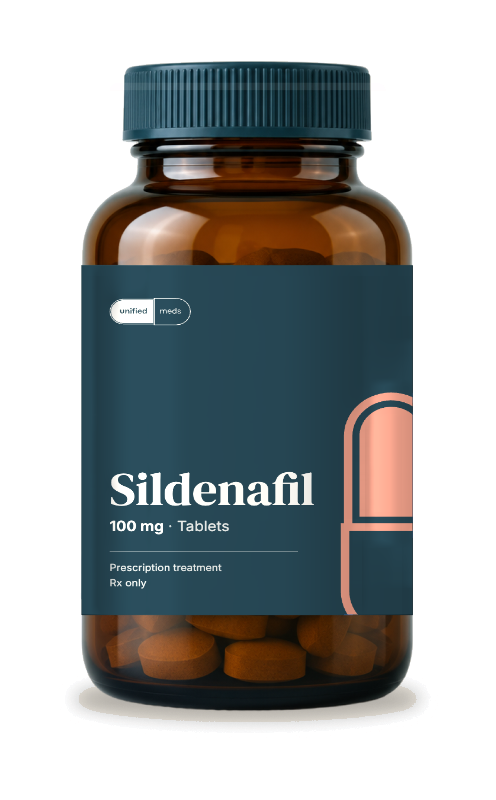 unified meds
Sildenafil
100 mg · Tablets
Prescription treatment
Rx only